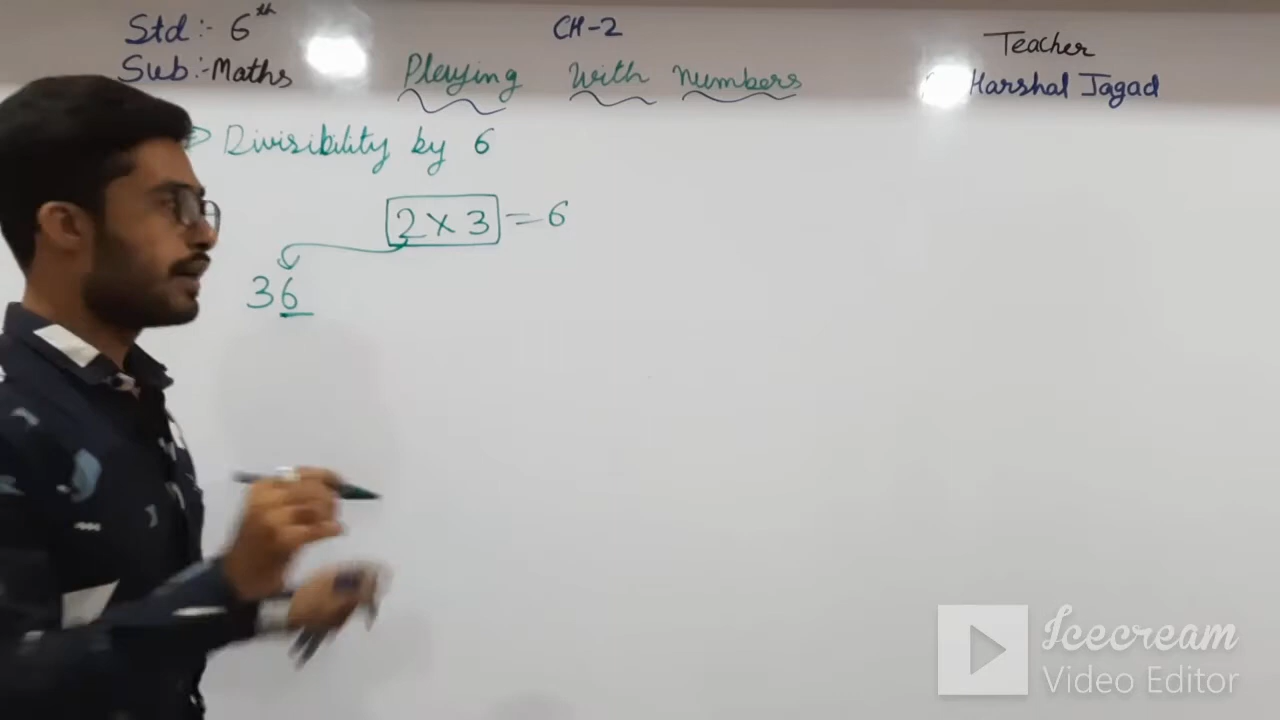 Std :- 6th
Sub :- Maths
CH-2
Playing with numbers
Teacher
Harshal Jagad
Divisibility by 6
2 × 3 = 6
36
Icecream
Video Editor